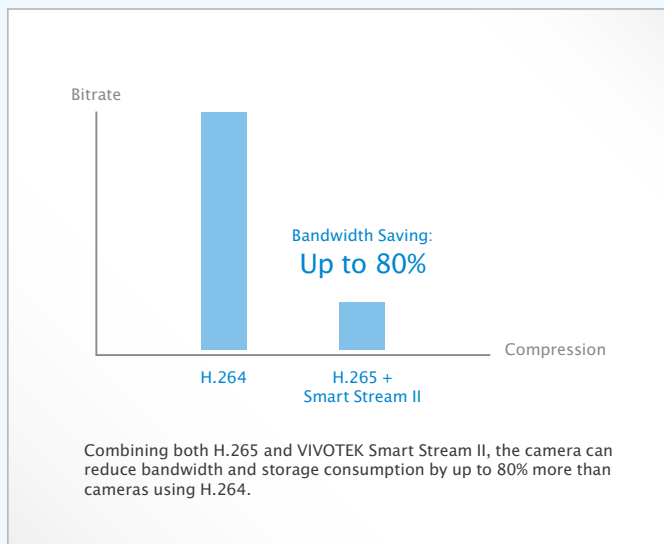 Bitrate
Bandwidth Saving:
Up to 80%
Compression
H.264
H.265 +
Smart Stream II
Combining both H.265 and VIVOTEK Smart Stream II, the camera can
reduce bandwidth and storage consumption by up to 80% more than
cameras using H.264.